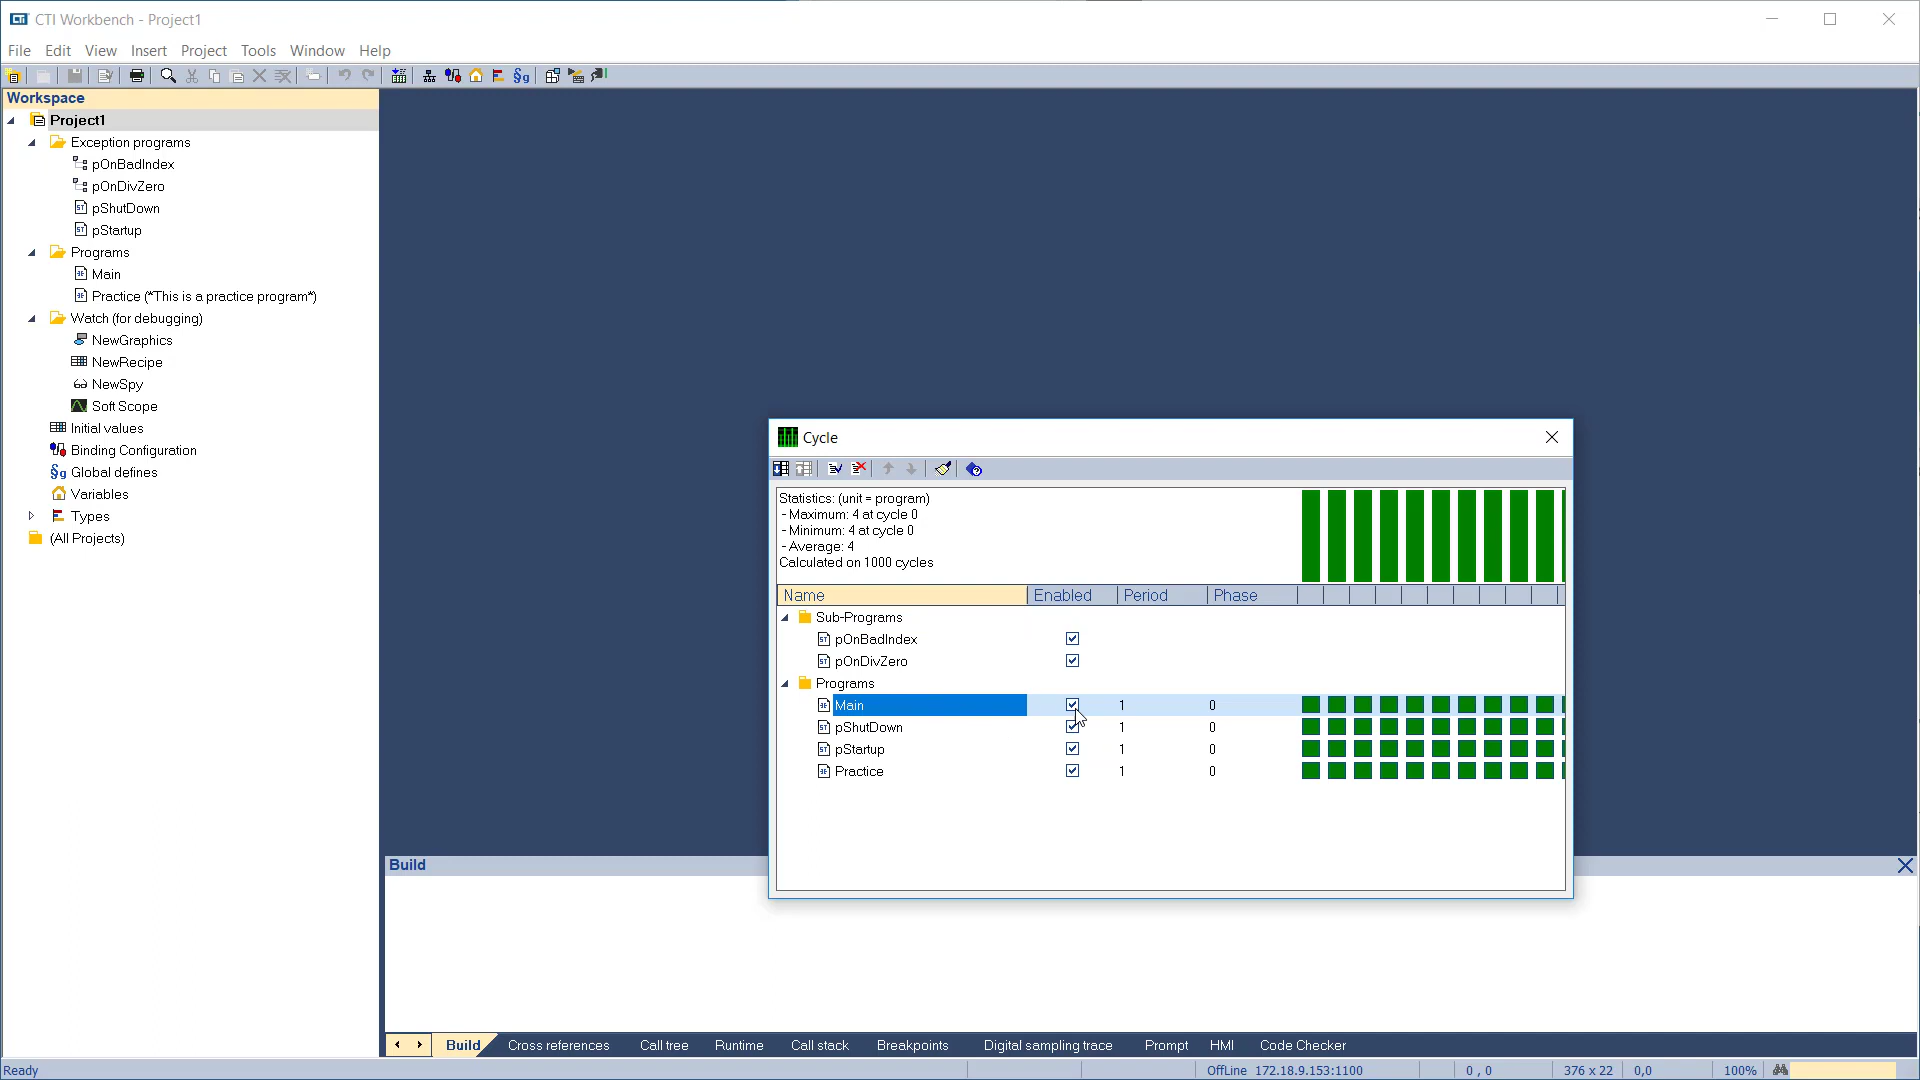 CTI Workbench - Project1
File Edit View Insert Project Tools Window Help
Workspace
Project1
Exception programs
pOnBadIndex
pOnDivZero
pShutDown
pStartup
Programs
Main
Practice (*This is a practice program*)
Watch (for debugging)
NewGraphics
NewRecipe
NewSpy
Soft Scope
Initial values
Binding Configuration
Global defines
Variables
Types
(All Projects)
Cycle
Statistics: (unit = program)
- Maximum: 4 at cycle 0
- Minimum: 4 at cycle 0
- Average: 4
Calculated on 1000 cycles
Name Enabled Period Phase
Sub-Programs
pOnBadIndex
pOnDivZero
Programs
Main 1 0
pShutDown 1 0
pStartup 1 0
Practice 1 0
Build
Build Cross references Call tree Runtime Call stack Breakpoints Digital sampling trace Prompt HMI Code Checker
Ready OffLine 172.18.9.153:1100 0 , 0 376 x 22 0,0 100%